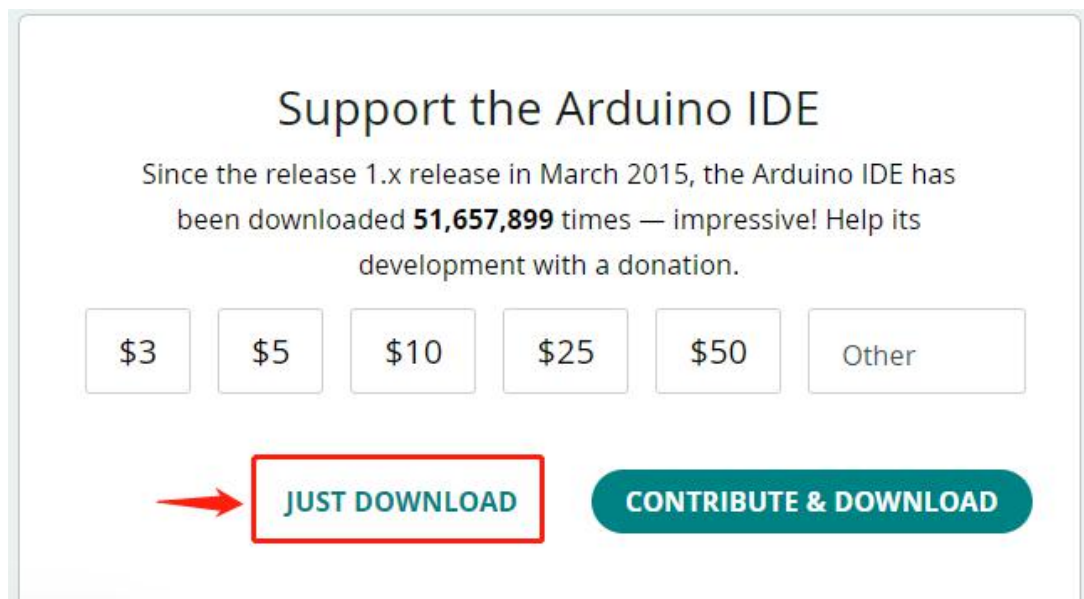 Support the Arduino IDE
Since the release 1.x release in March 2015, the Arduino IDE has
been downloaded 51,657,899 times — impressive! Help its
development with a donation.
$3 $5 $10 $25 $50 Other
JUST DOWNLOAD CONTRIBUTE & DOWNLOAD